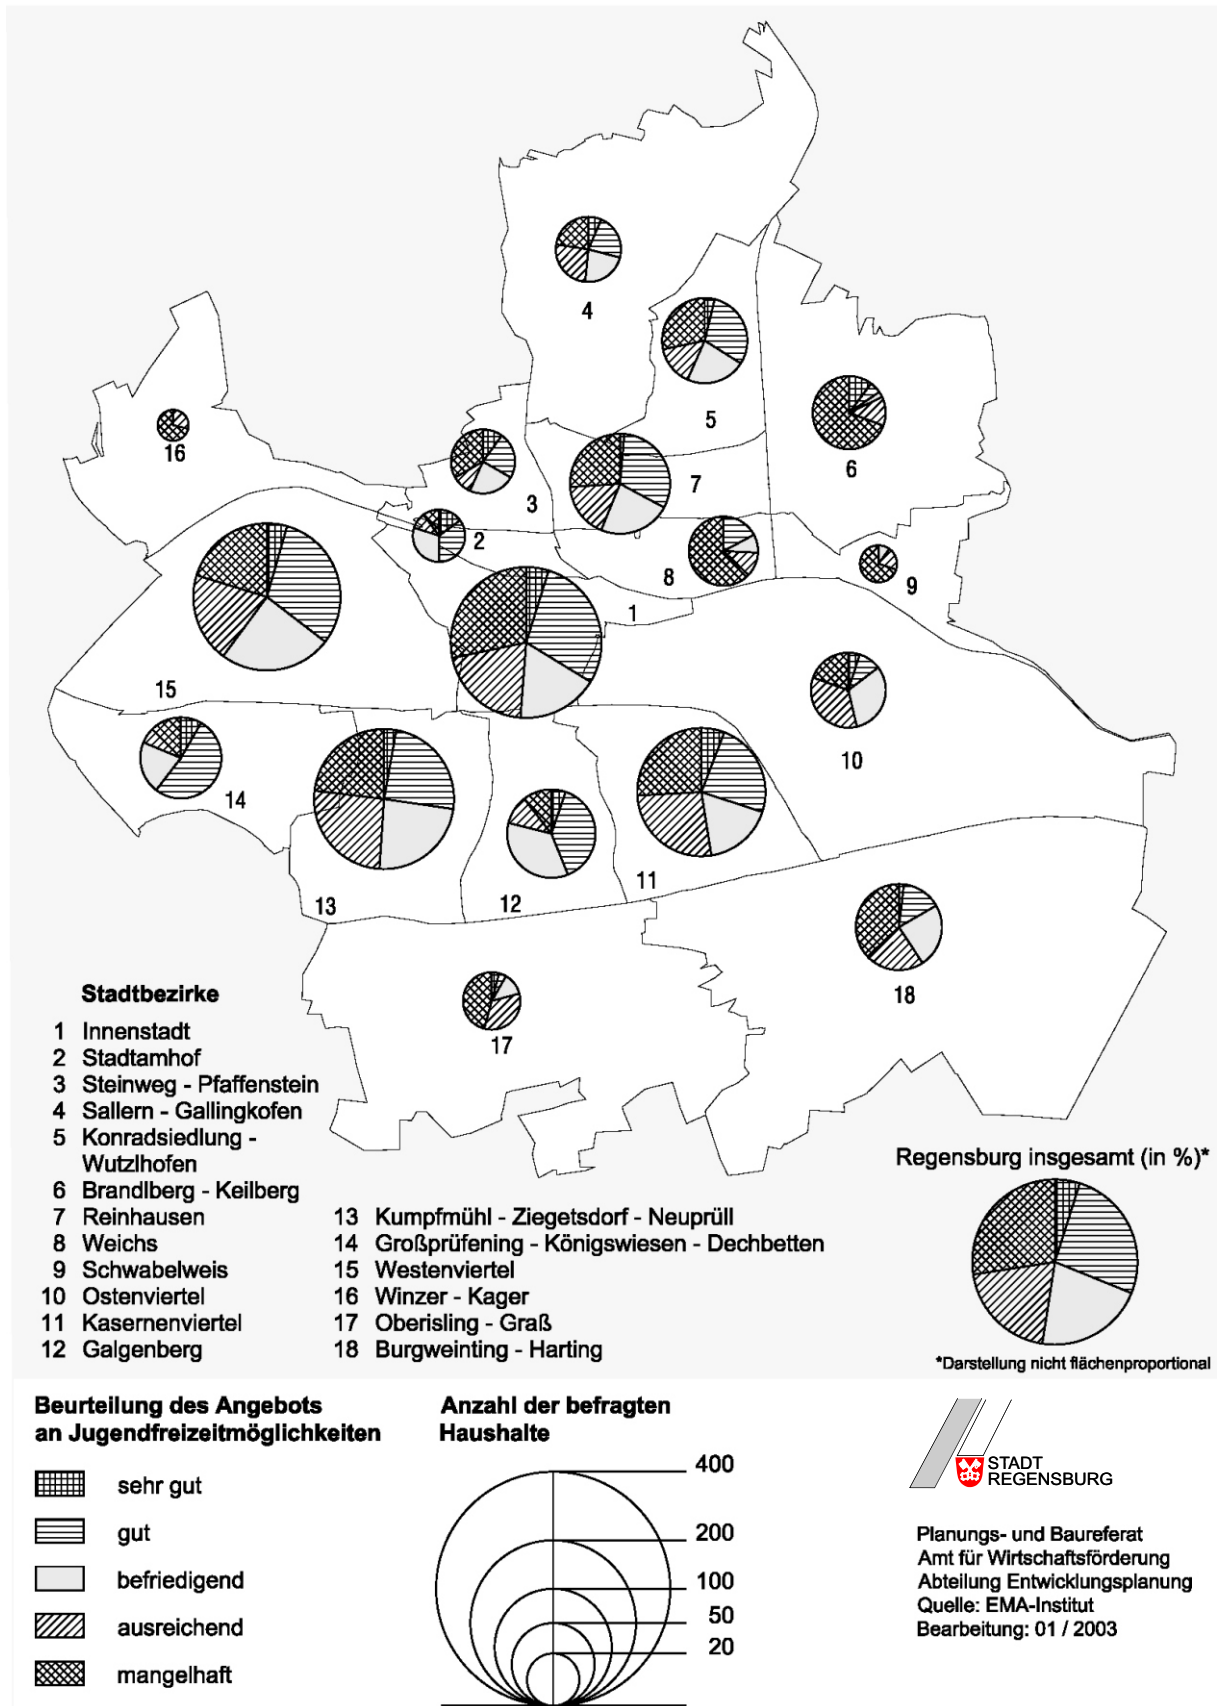 4
5
6
16
3
7
2
8
9
1
15
10
14
13
12
11
18
17
Stadtbezirke
1 Innenstadt
2 Stadtamhof
3 Steinweg - Pfaffenstein
4 Sallern - Gallingkofen
5 Konradsiedlung -
Wutzlhofen
6 Brandlberg - Keilberg
7 Reinhausen
8 Weichs
9 Schwabelweis
10 Ostenviertel
11 Kasernenviertel
12 Galgenberg
13 Kumpfmühl - Ziegetsdorf - Neuprüll
14 Großprüfening - Königswiesen - Dechbetten
15 Westenviertel
16 Winzer - Kager
17 Oberisling - Graß
18 Burgweinting - Harting
Regensburg insgesamt (in %)*
*Darstellung nicht flächenproportional
Beurteilung des Angebots
an Jugendfreizeitmöglichkeiten
sehr gut
gut
befriedigend
ausreichend
mangelhaft
Anzahl der befragten
Haushalte
400
200
100
50
20
STADT
REGENSBURG
Planungs- und Baureferat
Amt für Wirtschaftsförderung
Abteilung Entwicklungsplanung
Quelle: EMA-Institut
Bearbeitung: 01 / 2003